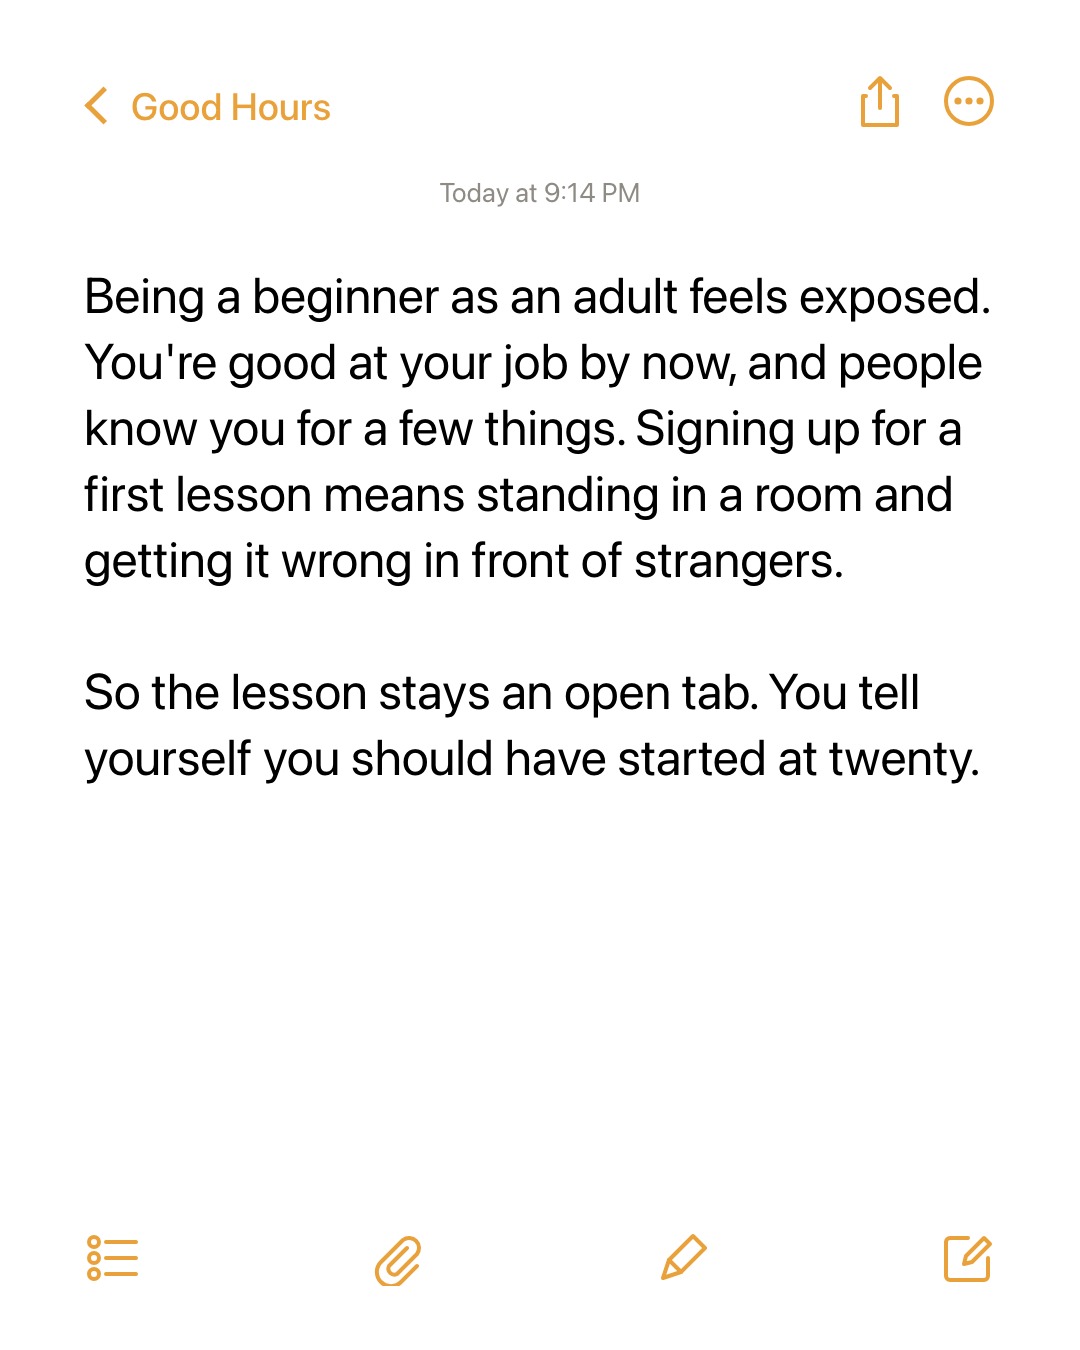 Good Hours
Today at 9:14 PM
Being a beginner as an adult feels exposed.
You're good at your job by now, and people
know you for a few things. Signing up for a
first lesson means standing in a room and
getting it wrong in front of strangers.
So the lesson stays an open tab. You tell
yourself you should have started at twenty.